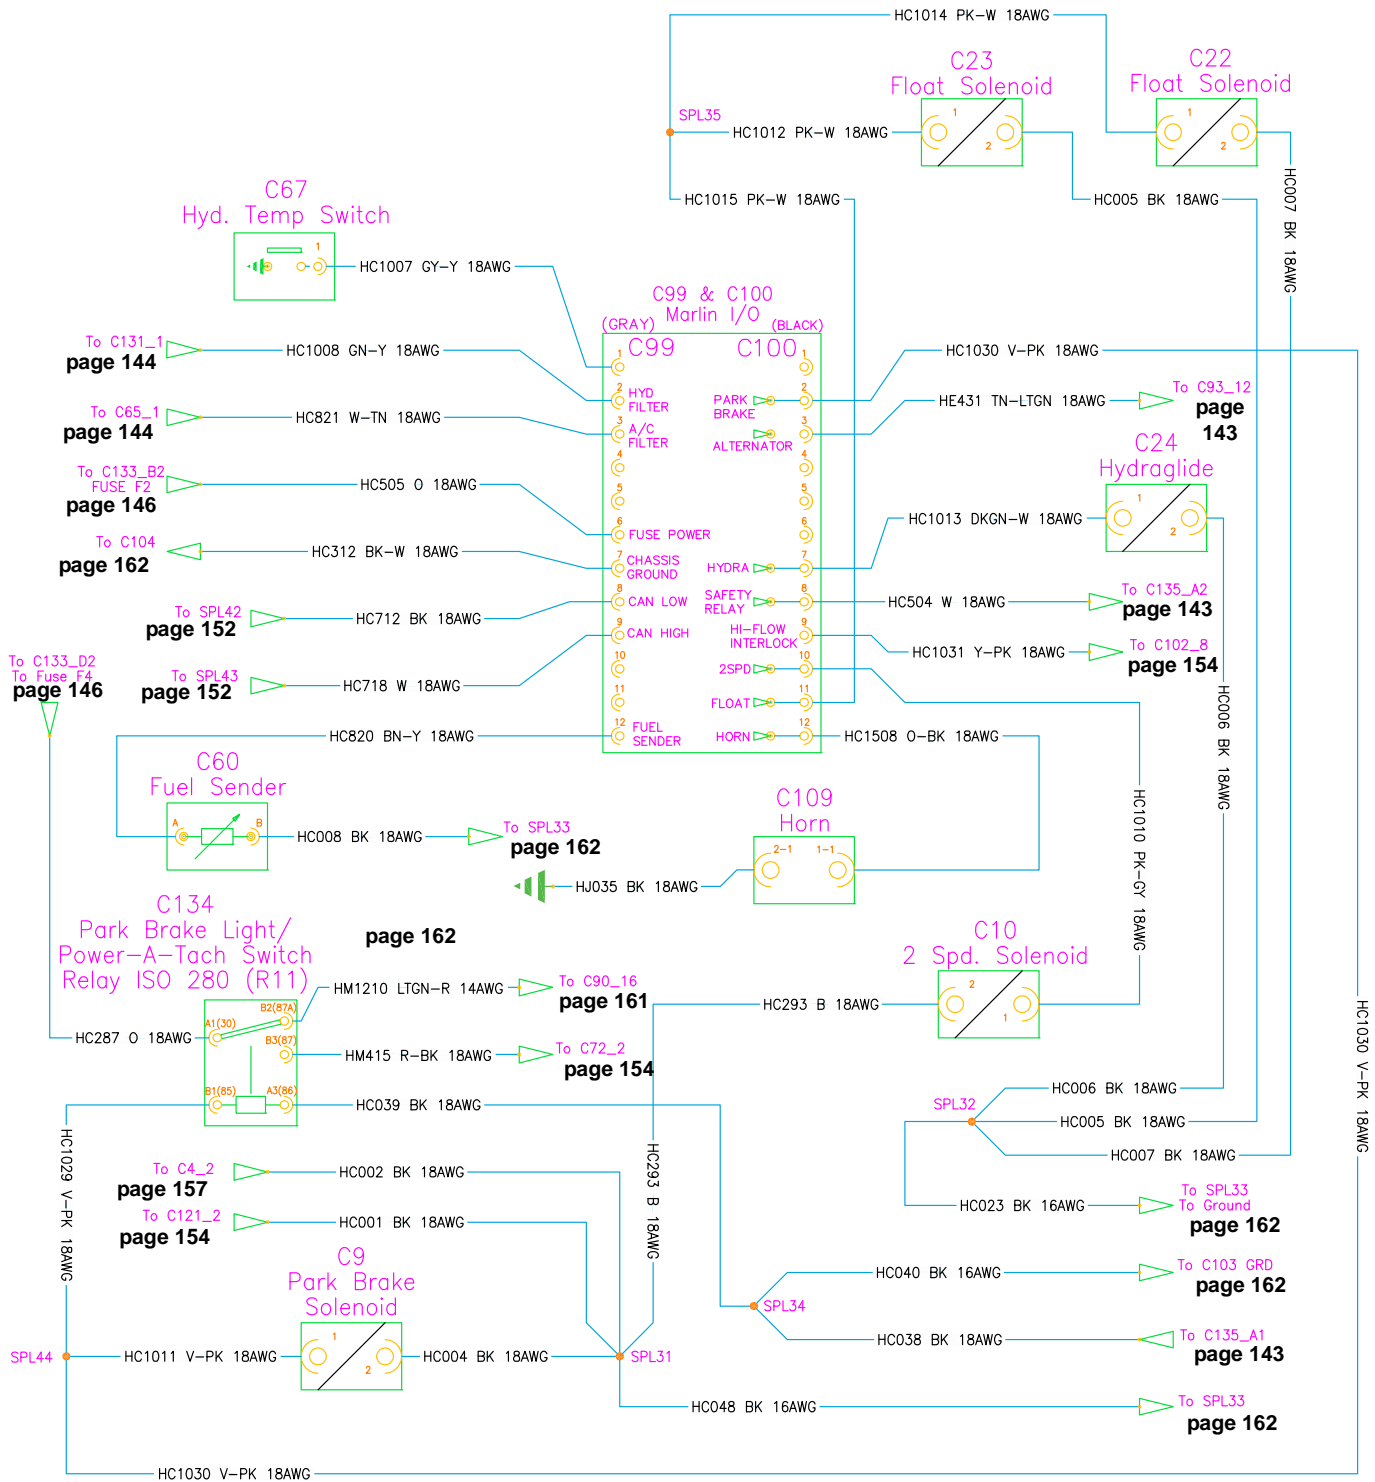 HC1014 PK-W 18AWG
C23
Float Solenoid
1
2
C22
Float Solenoid
1
2
SPL35
HC1012 PK-W 18AWG
HC1015 PK-W 18AWG
HC005 BK 18AWG
HC007 BK 18AWG
C67
Hyd. Temp Switch
1
HC1007 GY-Y 18AWG
C99 & C100
Marlin I/O
(GRAY)
(BLACK)
C99
C100
1
2
HYD
FILTER
3
A/C
FILTER
4
5
6
FUSE POWER
7
CHASSIS
GROUND
8
CAN LOW
9
CAN HIGH
10
11
12
FUEL
SENDER
1
2
PARK
BRAKE
3
ALTERNATOR
4
5
6
7
HYDRA
8
SAFETY
RELAY
9
HI-FLOW
INTERLOCK
10
2SPD
11
FLOAT
12
HORN
To C131_1
page 144
HC1008 GN-Y 18AWG
To C65_1
page 144
HC821 W-TN 18AWG
To C133_B2
FUSE F2
page 146
HC505 O 18AWG
To C104
page 162
HC312 BK-W 18AWG
To SPL42
page 152
HC712 BK 18AWG
To C133_D2
To Fuse F4
page 146
To SPL43
page 152
HC718 W 18AWG
HC820 BN-Y 18AWG
HC1030 V-PK 18AWG
HE431 TN-LTGN 18AWG
To C93_12
page
143
C24
Hydraglide
1
2
HC1013 DKGN-W 18AWG
HC504 W 18AWG
To C135_A2
page 143
HC1031 Y-PK 18AWG
To C102_8
page 154
HC006 BK 18AWG
HC1508 O-BK 18AWG
C60
Fuel Sender
A
B
HC008 BK 18AWG
To SPL33
page 162
C109
Horn
2-1
1-1
HJ035 BK 18AWG
HC1010 PK-GY 18AWG
C134
Park Brake Light/
Power-A-Tach Switch
Relay ISO 280 (R11)
page 162
B2(87A)
A1(30)
B3(87)
B1(85)
A3(86)
HM1210 LTGN-R 14AWG
To C90_16
page 161
HC287 O 18AWG
HM415 R-BK 18AWG
To C72_2
page 154
HC039 BK 18AWG
C10
2 Spd. Solenoid
2
1
HC293 B 18AWG
HC1030 V-PK 18AWG
SPL32
HC006 BK 18AWG
HC005 BK 18AWG
HC007 BK 18AWG
HC1029 V-PK 18AWG
To C4_2
page 157
HC002 BK 18AWG
To C121_2
page 154
HC001 BK 18AWG
HC293 B 18AWG
HC023 BK 16AWG
To SPL33
To Ground
page 162
C9
Park Brake
Solenoid
1
2
HC040 BK 16AWG
To C103 GRD
page 162
SPL34
HC038 BK 18AWG
To C135_A1
page 143
SPL44
HC1011 V-PK 18AWG
HC004 BK 18AWG
SPL31
HC048 BK 16AWG
To SPL33
page 162
HC1030 V-PK 18AWG